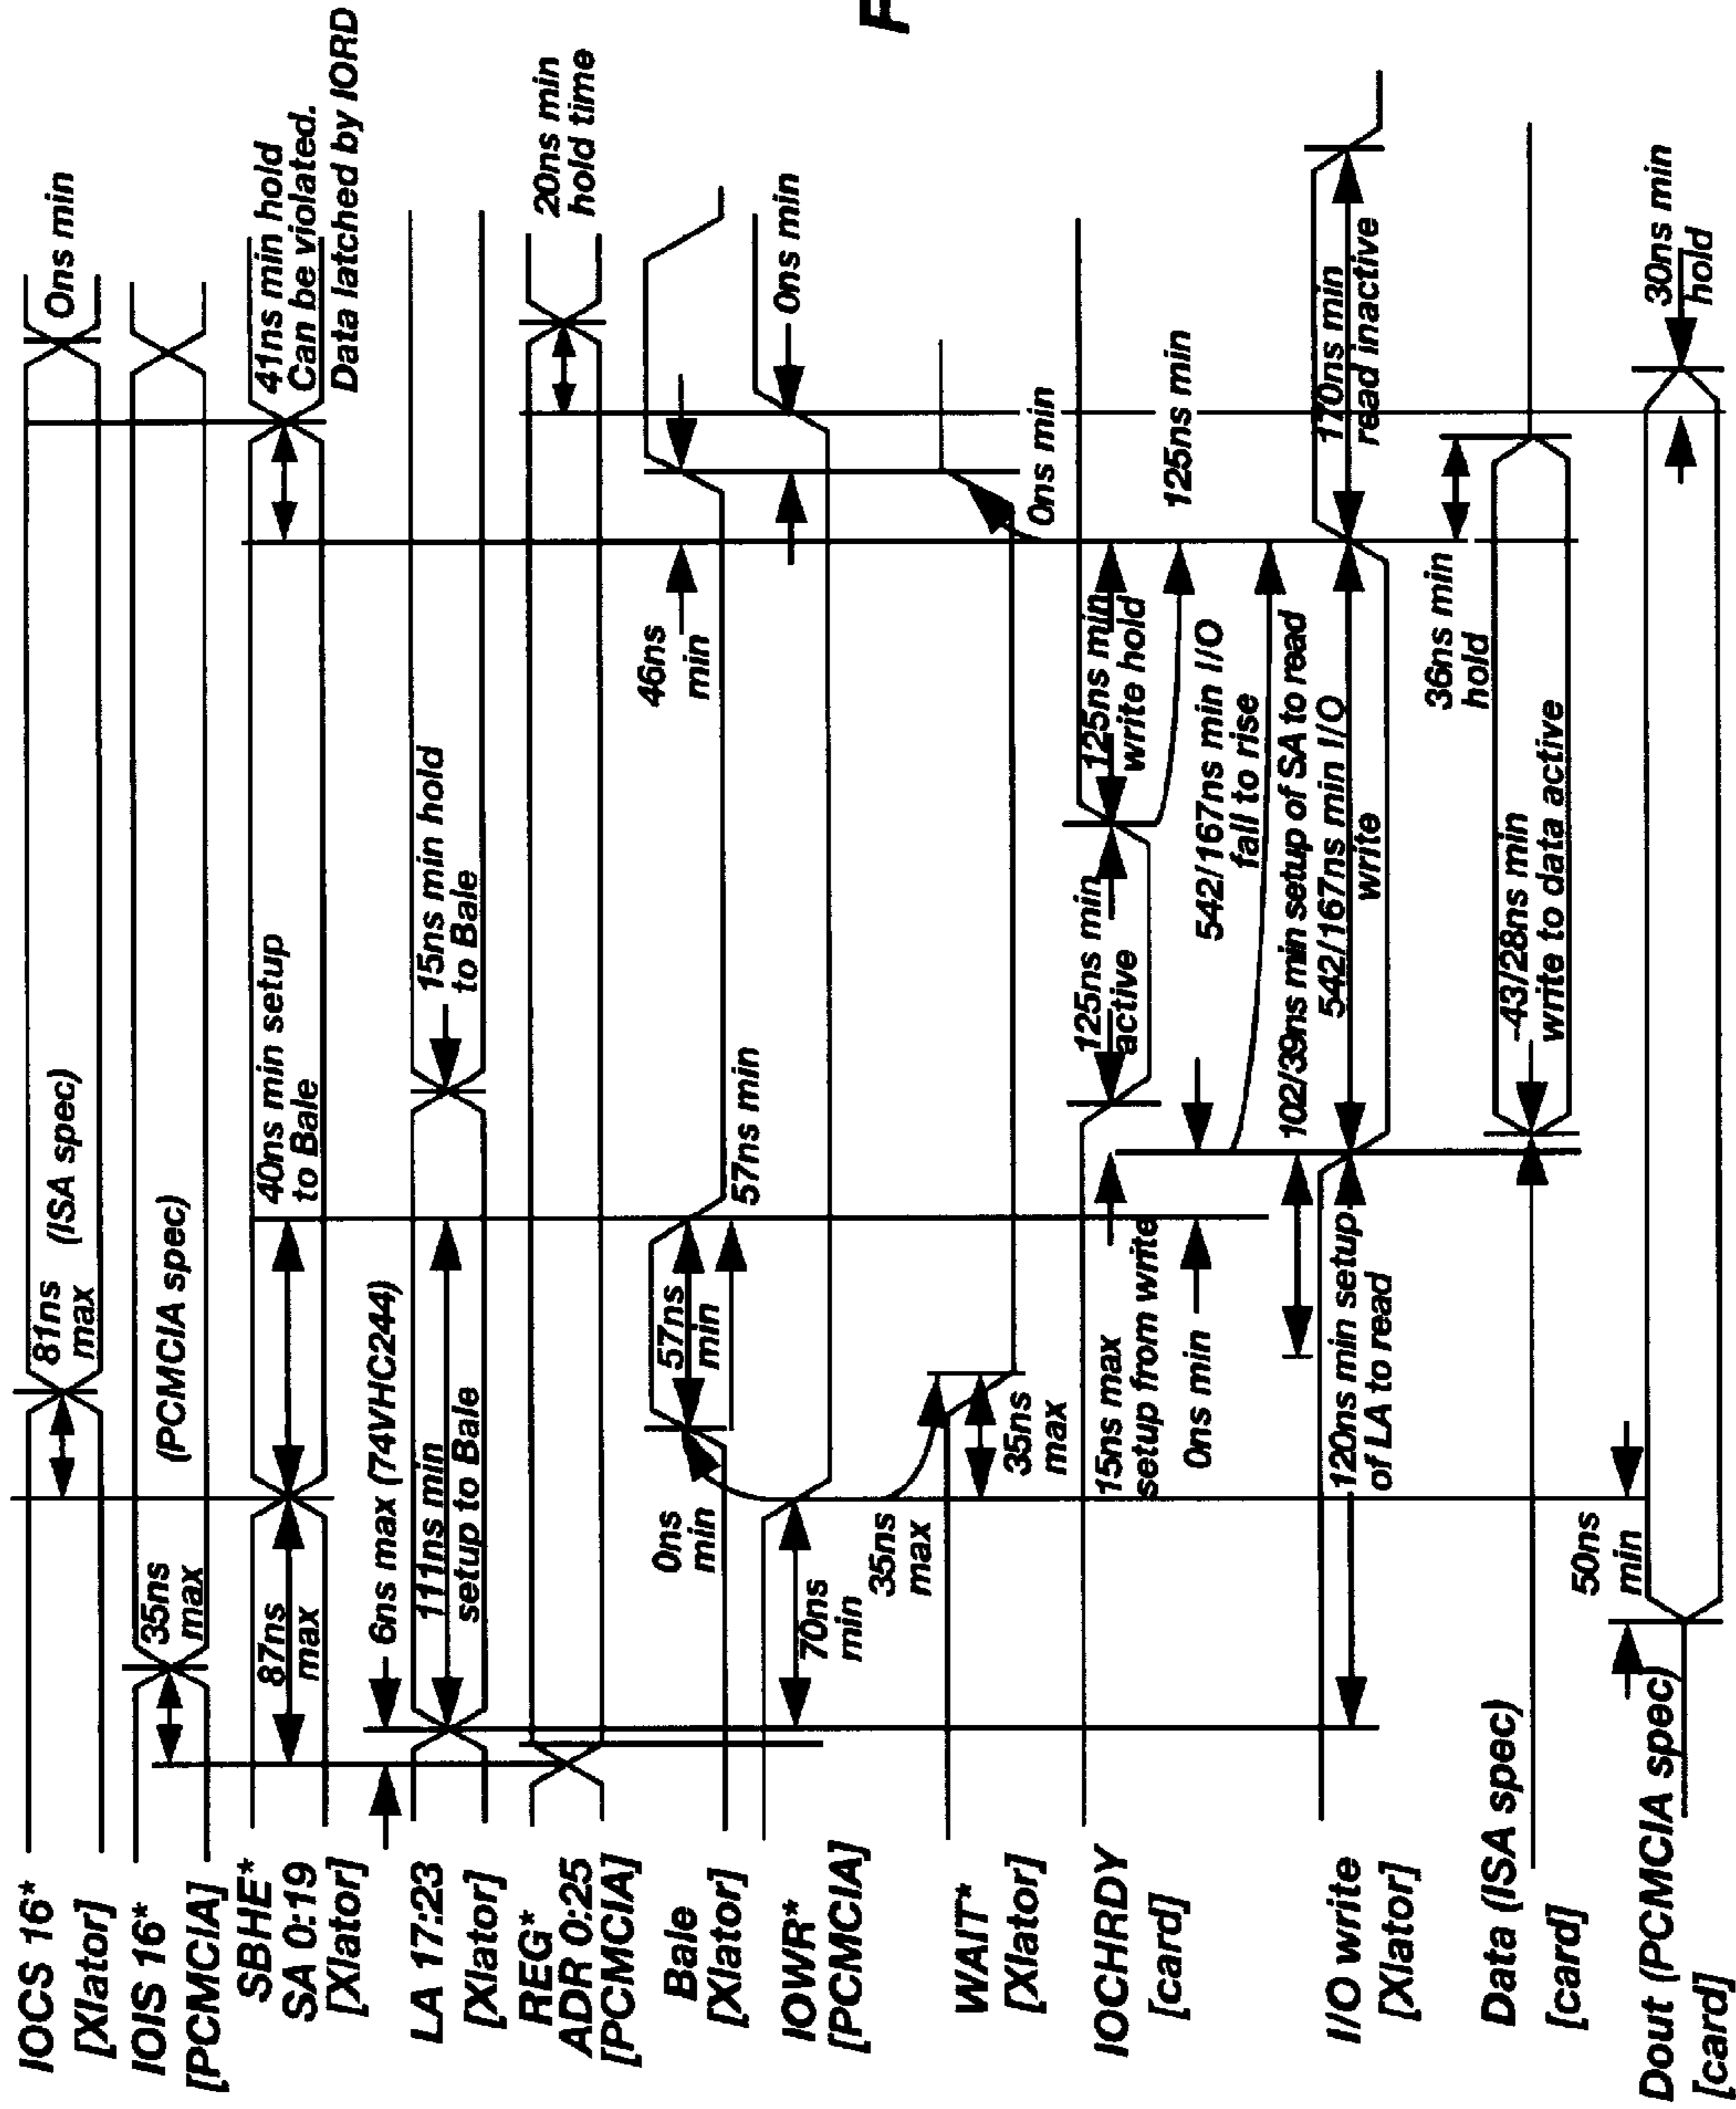 IOCS 16*
[Xlator]
81ns
max
(ISA spec)
0ns min
IOIS 16*
[PCMCIA]
35ns
max
(PCMCIA spec)
SBHE*
SA 0:19
[Xlator]
87ns
max
40ns min setup
to Bale
41ns min hold
Can be violated.
Data latched by IORD
LA 17:23
[Xlator]
6ns max (74VHC244)
111ns min
setup to Bale
15ns min hold
to Bale
REG*
ADR 0:25
[PCMCIA]
20ns min
hold time
Bale
[Xlator]
0ns
min
57ns
min
57ns min
46ns
min
IOWR*
[PCMCIA]
70ns
min
0ns min
WAIT*
[Xlator]
35ns
max
35ns
max
0ns min
IOCHRDY
[card]
15ns max
setup from write
125ns min
active
125ns min
write hold
125ns min
0ns min
542/167ns min I/O
fall to rise
102/39ns min setup of SA to read
I/O write
[Xlator]
120ns min setup
of LA to read
542/167ns min I/O
write
170ns min
read inactive
Data (ISA spec)
[card]
-43/28ns min
write to data active
36ns min
hold
Dout (PCMCIA spec)
[card]
50ns
min
30ns min
hold
F